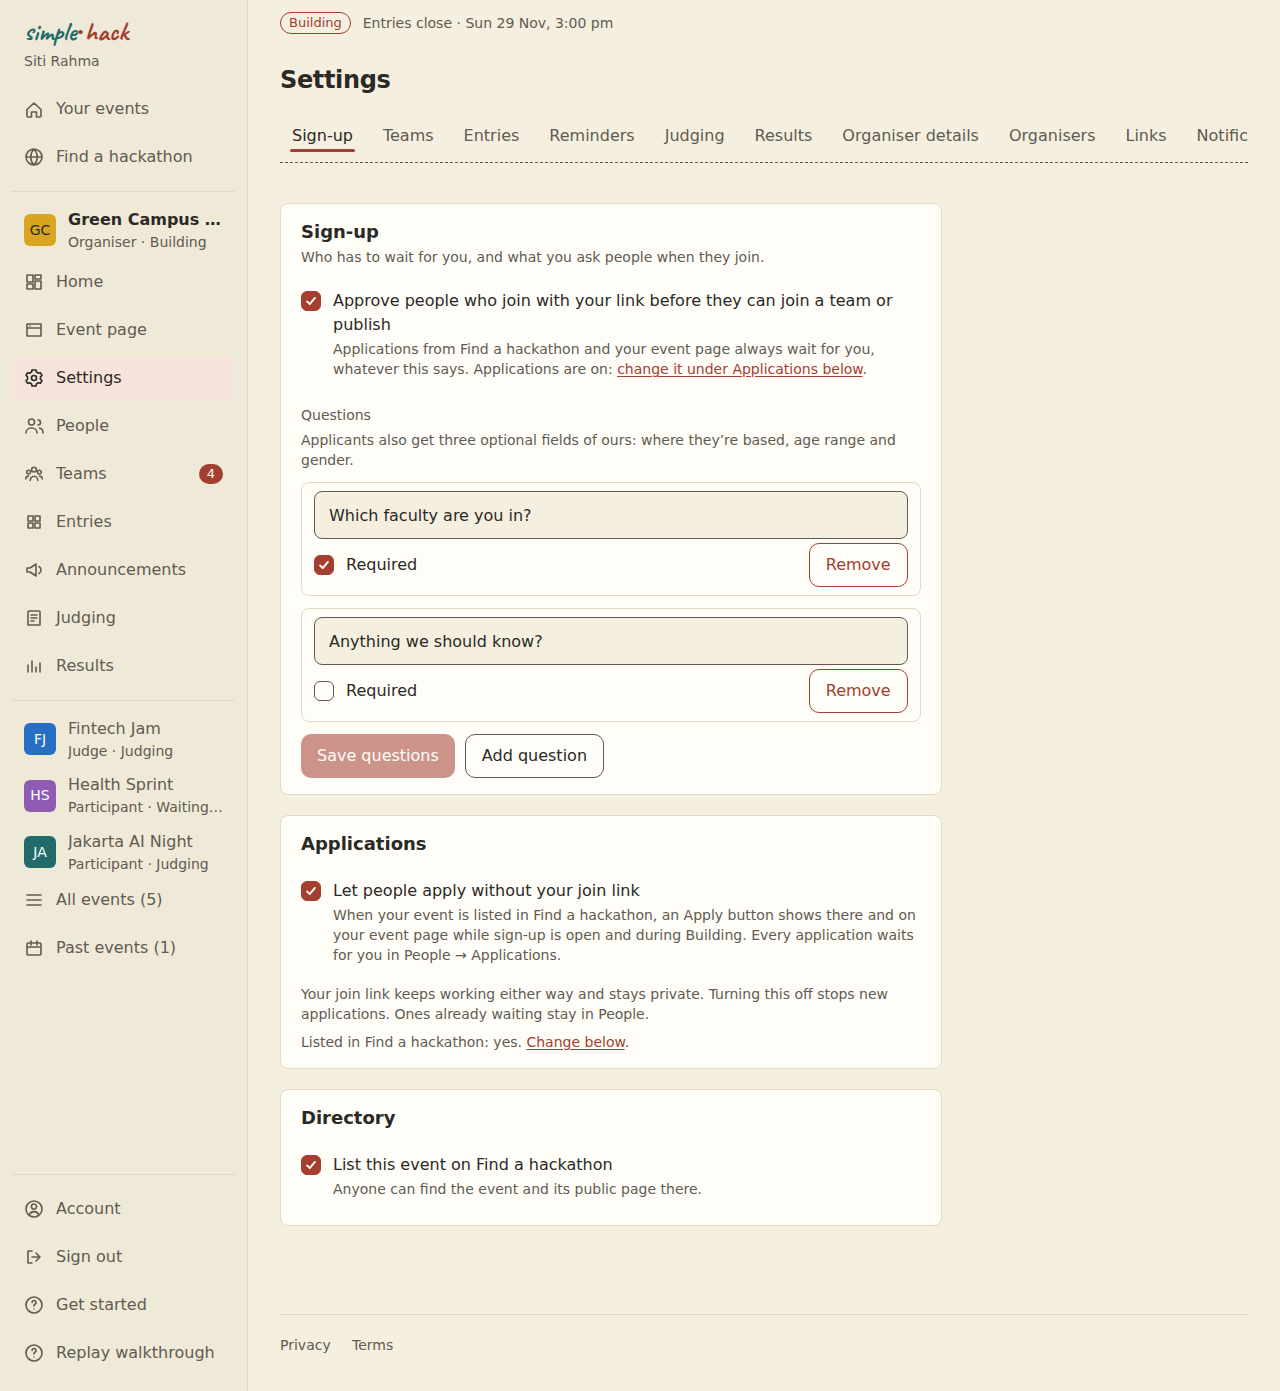 simple·hack
Siti Rahma
Your events
Find a hackathon
GC
Green Campus …
Organiser · Building
Home
Event page
Settings
People
Teams
4
Entries
Announcements
Judging
Results
FJ
Fintech Jam
Judge · Judging
HS
Health Sprint
Participant · Waiting…
JA
Jakarta AI Night
Participant · Judging
All events (5)
Past events (1)
Account
Sign out
Get started
Replay walkthrough
Building
Entries close · Sun 29 Nov, 3:00 pm
Settings
Sign-up Teams Entries Reminders Judging Results Organiser details Organisers Links Notific
Sign-up
Who has to wait for you, and what you ask people when they join.
Approve people who join with your link before they can join a team or
publish
Applications from Find a hackathon and your event page always wait for you,
whatever this says. Applications are on: change it under Applications below.
Questions
Applicants also get three optional fields of ours: where they’re based, age range and
gender.
Which faculty are you in?
Required
Remove
Anything we should know?
Required
Remove
Save questions
Add question
Applications
Let people apply without your join link
When your event is listed in Find a hackathon, an Apply button shows there and on
your event page while sign-up is open and during Building. Every application waits
for you in People → Applications.
Your join link keeps working either way and stays private. Turning this off stops new
applications. Ones already waiting stay in People.
Listed in Find a hackathon: yes. Change below.
Directory
List this event on Find a hackathon
Anyone can find the event and its public page there.
Privacy
Terms